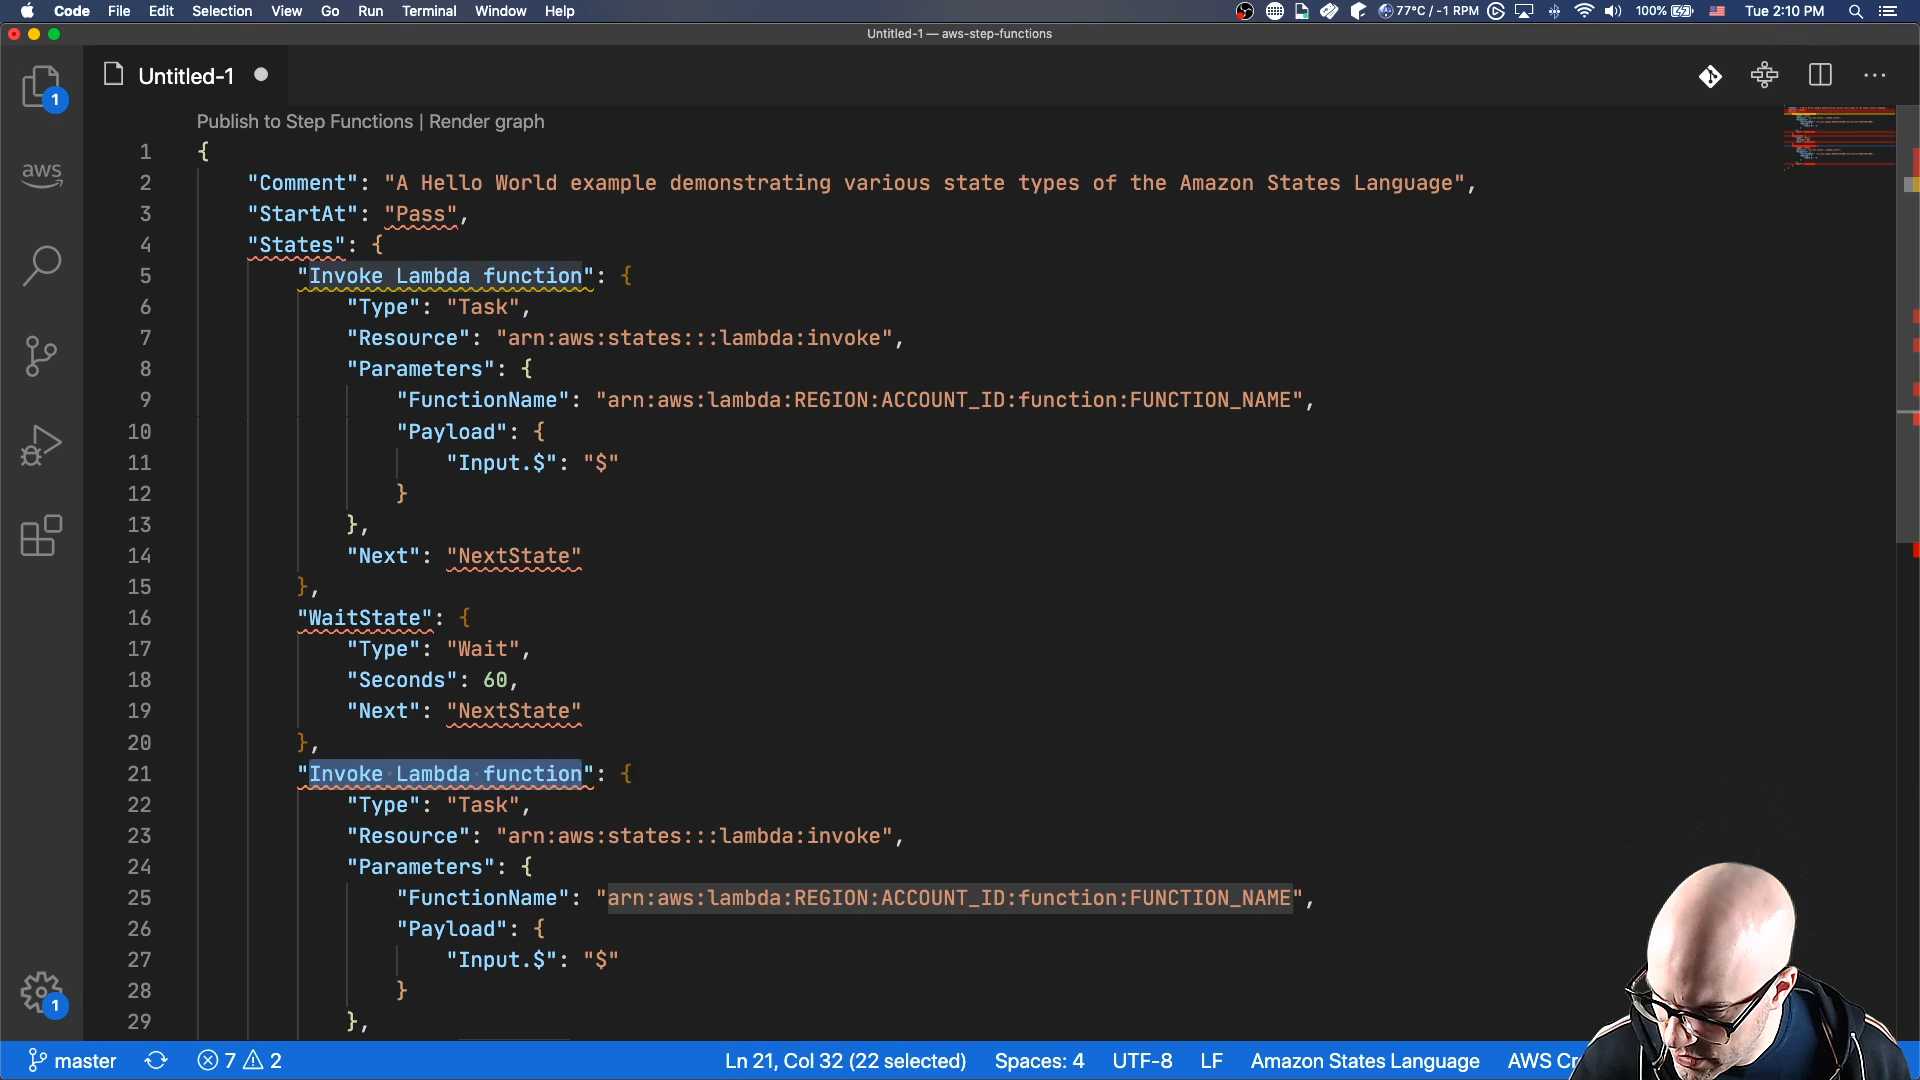 Code File Edit Selection View Go Run Terminal Window Help 77°C / -1 RPM 100% Tue 2:10 PM
Untitled-1 — aws-step-functions
1 Untitled-1
aws
Publish to Step Functions | Render graph
1 {
2 "Comment": "A Hello World example demonstrating various state types of the Amazon States Language",
3 "StartAt": "Pass",
4 "States": {
5 "Invoke Lambda function": {
6 "Type": "Task",
7 "Resource": "arn:aws:states:::lambda:invoke",
8 "Parameters": {
9 "FunctionName": "arn:aws:lambda:REGION:ACCOUNT_ID:function:FUNCTION_NAME",
10 "Payload": {
11 "Input.$": "$"
12 }
13 },
14 "Next": "NextState"
15 },
16 "WaitState": {
17 "Type": "Wait",
18 "Seconds": 60,
19 "Next": "NextState"
20 },
21 "Invoke Lambda function": {
22 "Type": "Task",
23 "Resource": "arn:aws:states:::lambda:invoke",
24 "Parameters": {
25 "FunctionName": "arn:aws:lambda:REGION:ACCOUNT_ID:function:FUNCTION_NAME",
26 "Payload": {
27 "Input.$": "$"
28 }
29 },
1
master 7 2 Ln 21, Col 32 (22 selected) Spaces: 4 UTF-8 LF Amazon States Language AWS